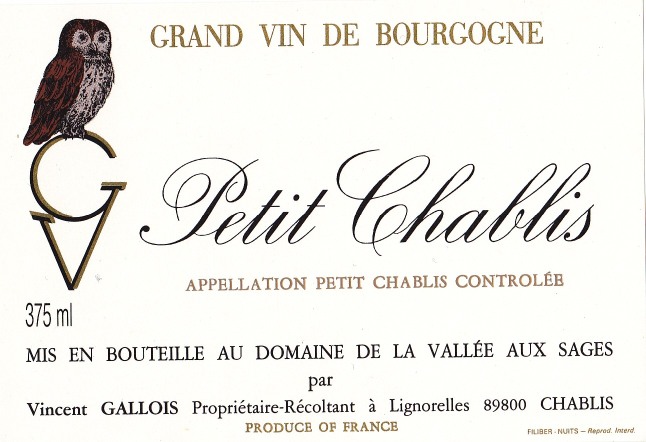 GRAND VIN DE BOURGOGNE
GV
Petit Chablis
APPELLATION PETIT CHABLIS CONTROLÉE
375 ml
MIS EN BOUTEILLE AU DOMAINE DE LA VALLÉE AUX SAGES
par
Vincent GALLOIS Propriétaire-Récoltant à Lignorelles 89800 CHABLIS
PRODUCE OF FRANCE
FILIBER - NUITS – Reprod. Interd.